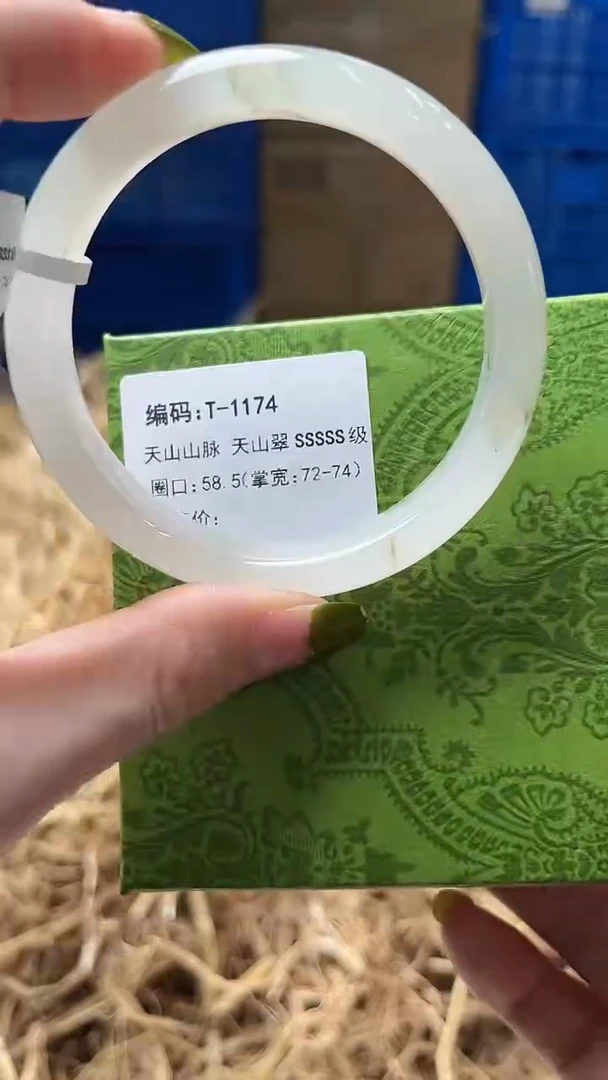 编码:T-1174
天山山脉 天山翠 SSSSS级
圈口:58.5(掌宽:72-74)
价: